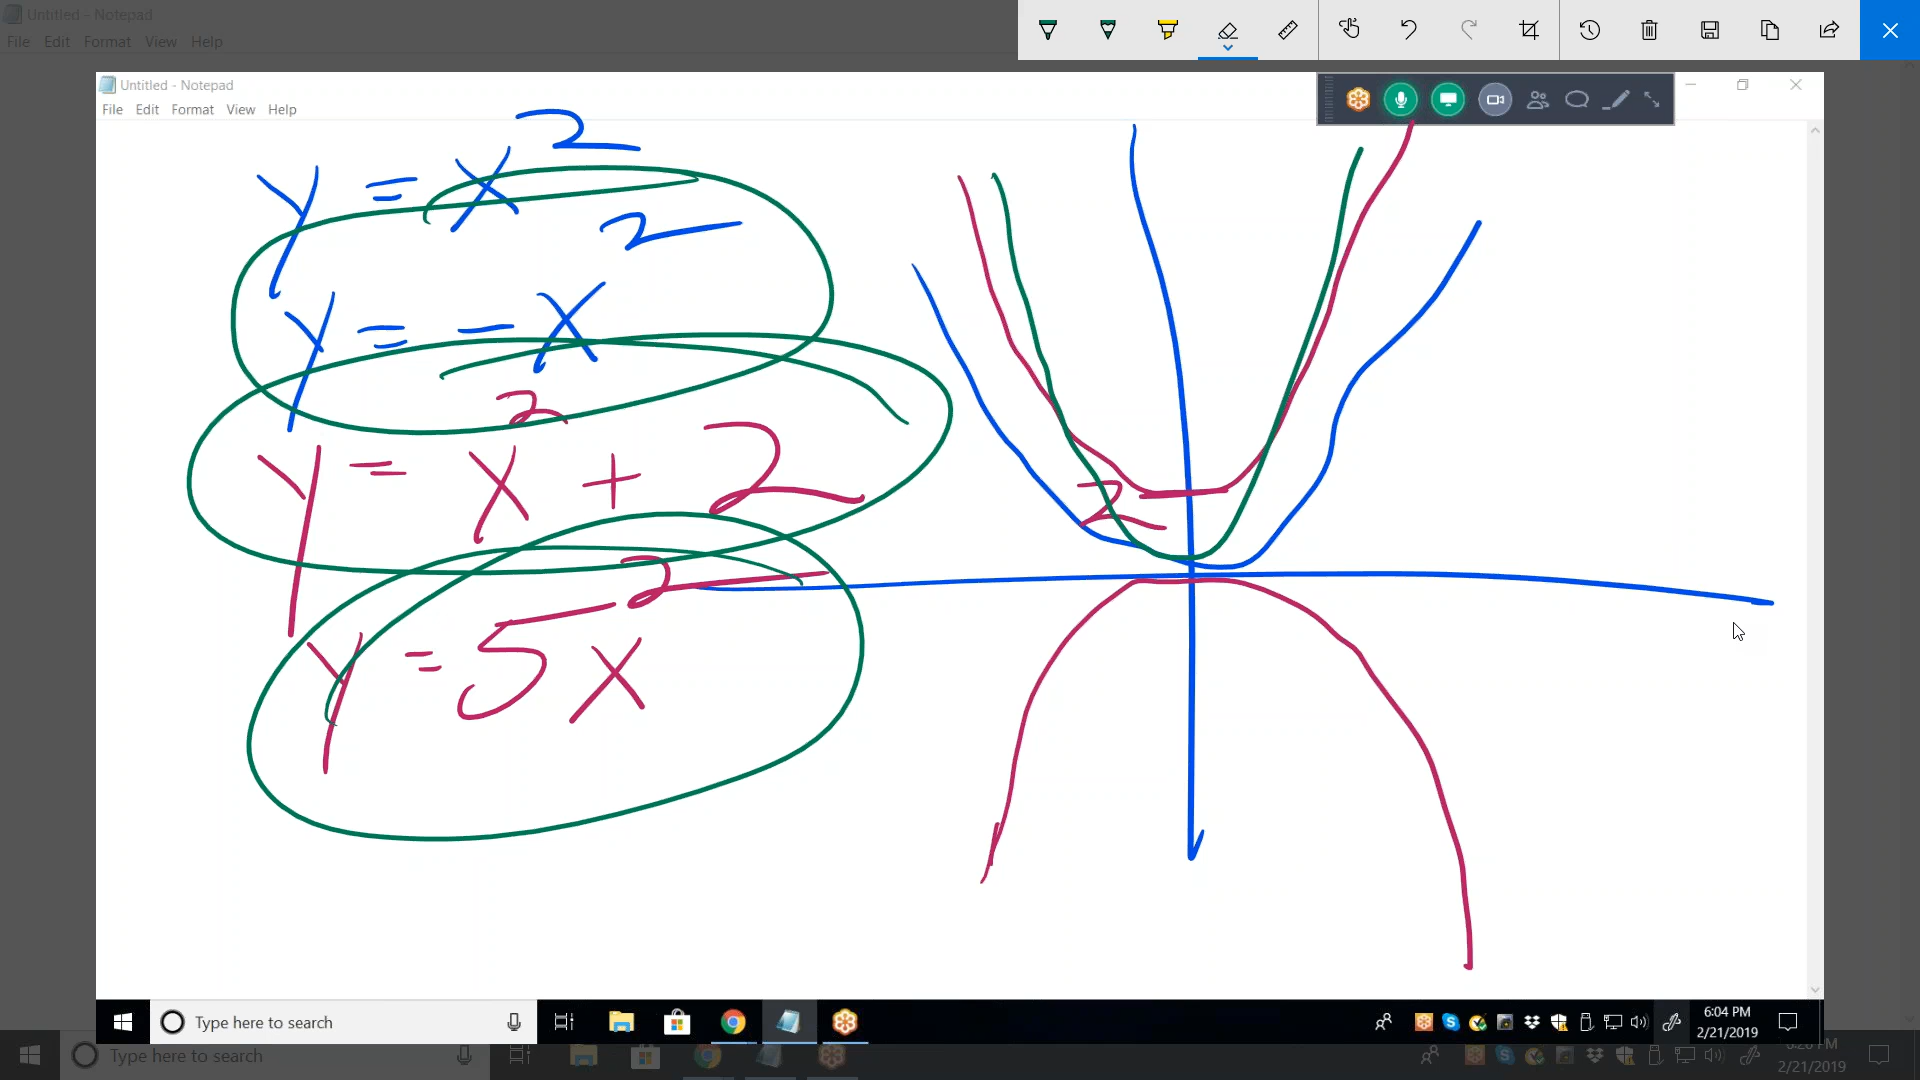 Untitled - Notepad
File Edit Format View Help
Untitled - Notepad
File Edit Format View Help
y = x²
y = -x²
y = x² + 2
2
y = 5x²
Type here to search
6:04 PM
2/21/2019
Type here to search
PM
2/21/2019